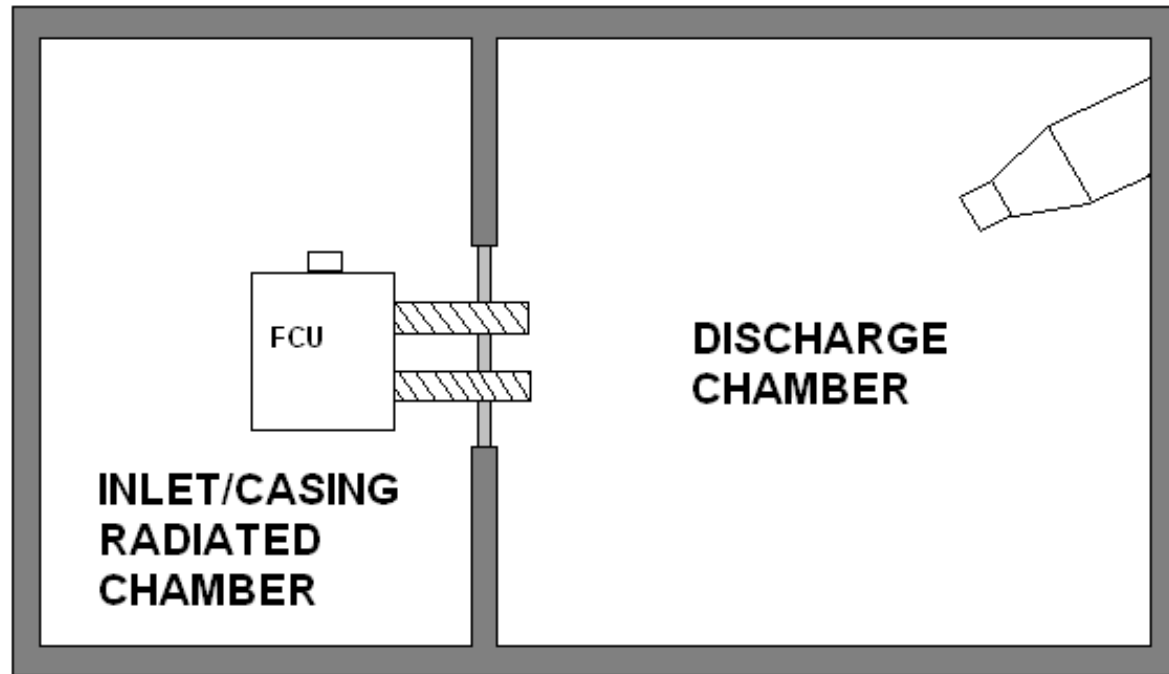 FCU
DISCHARGE
CHAMBER
INLET/CASING
RADIATED
CHAMBER